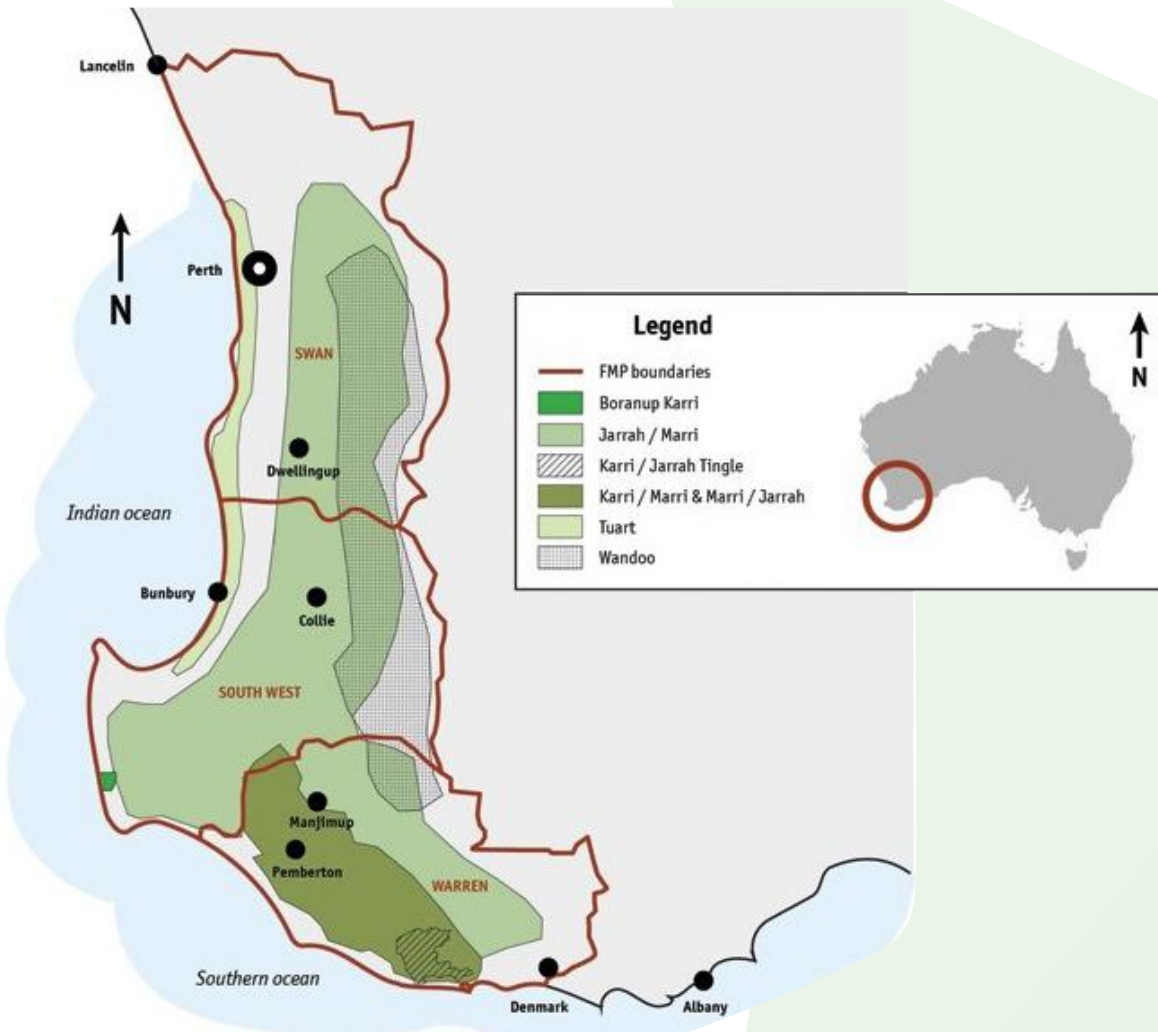 Lancelin
N
Perth
SWAN
Dwellingup
Indian ocean
Bunbury
Collie
SOUTH WEST
Manjimup
Pemberton
WARREN
Southern ocean
Denmark
Albany
Legend
FMP boundaries
Boranup Karri
Jarrah / Marri
Karri / Jarrah Tingle
Karri / Marri & Marri / Jarrah
Tuart
Wandoo
N